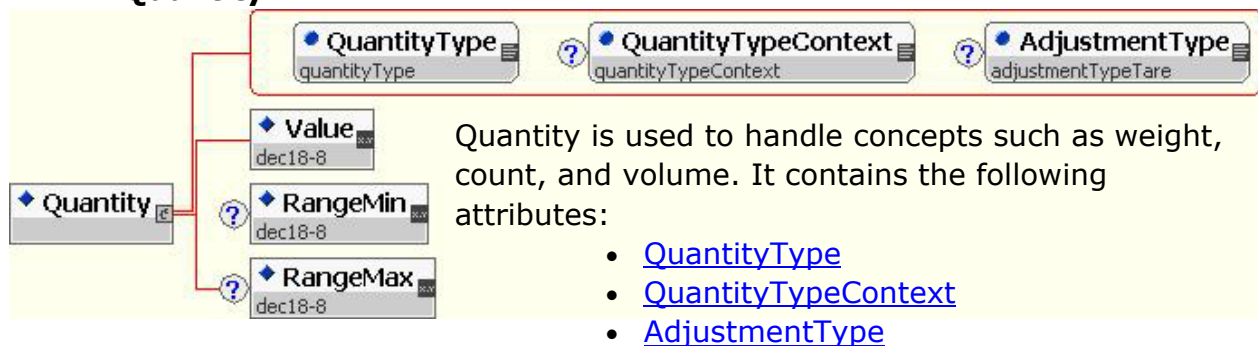 Quantity
QuantityType
quantityType
? QuantityTypeContext
quantityTypeContext
? AdjustmentType
adjustmentTypeTare
Value
dec18-8
Quantity
? RangeMin
dec18-8
? RangeMax
dec18-8
Quantity is used to handle concepts such as weight,
count, and volume. It contains the following
attributes:
• QuantityType
• QuantityTypeContext
• AdjustmentType